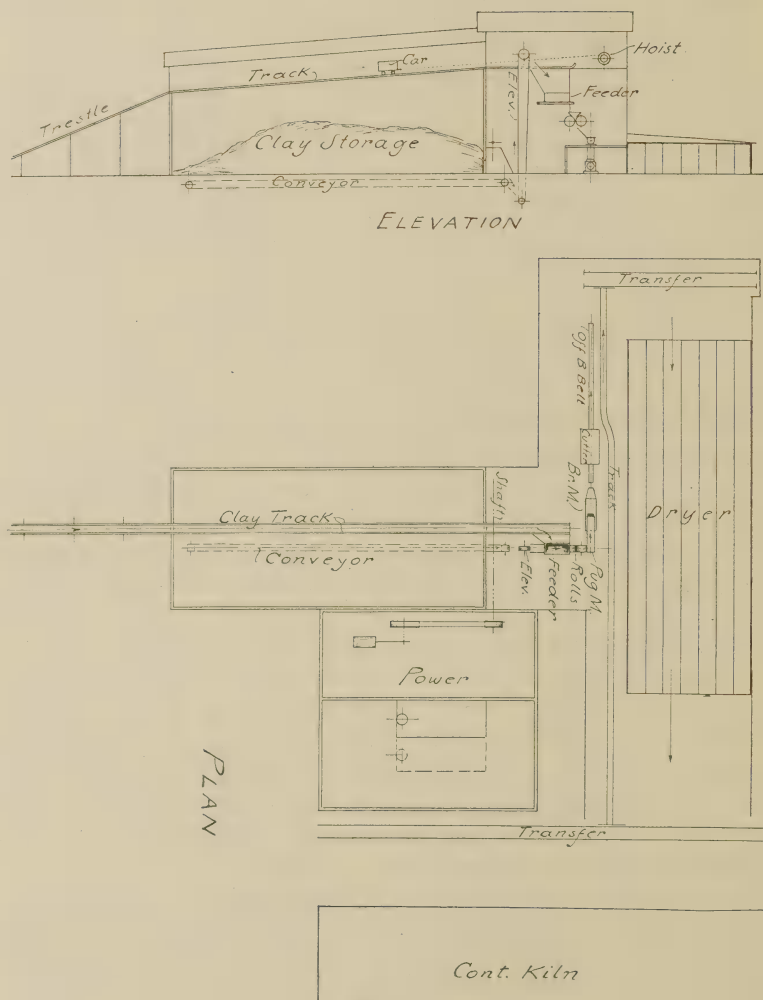 Hoist
Car
Track
Feeder
Elev.
Trestle
Clay Storage
Conveyor
ELEVATION
Transfer
Off B Belt
Cutter
Br. M.
Track
Shaft
Clay Track
Dryer
Conveyor
Elev.
Feeder
Rolls
Pug M.
Power
PLAN
Transfer
Cont. Kiln